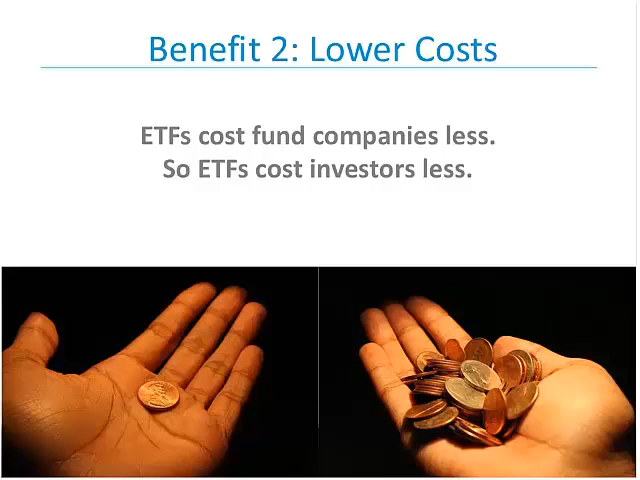 Benefit 2: Lower Costs
ETFs cost fund companies less.
So ETFs cost investors less.